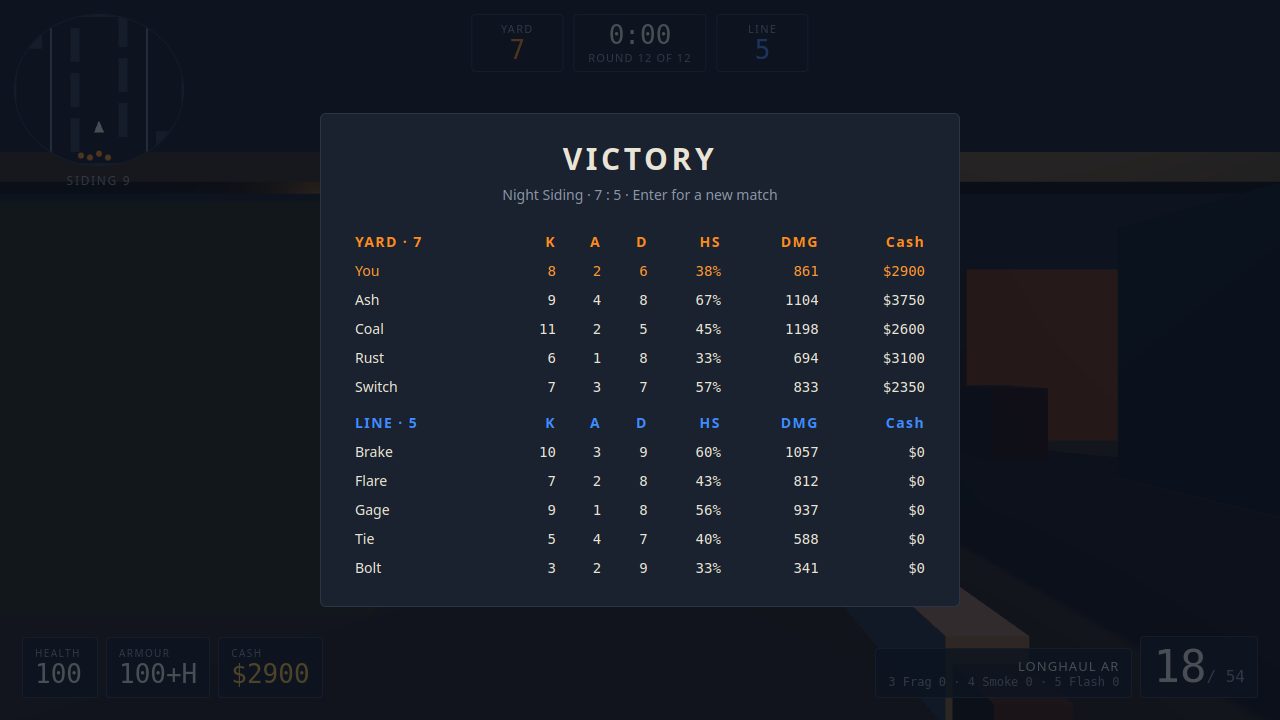 YARD
7
0:00
ROUND 12 OF 12
LINE
5
SIDING 9
VICTORY
Night Siding · 7 : 5 · Enter for a new match
YARD · 7 K A D HS DMG Cash
You 8 2 6 38% 861 $2900
Ash 9 4 8 67% 1104 $3750
Coal 11 2 5 45% 1198 $2600
Rust 6 1 8 33% 694 $3100
Switch 7 3 7 57% 833 $2350
LINE · 5 K A D HS DMG Cash
Brake 10 3 9 60% 1057 $0
Flare 7 2 8 43% 812 $0
Gage 9 1 8 56% 937 $0
Tie 5 4 7 40% 588 $0
Bolt 3 2 9 33% 341 $0
HEALTH
100
ARMOUR
100+H
CASH
$2900
LONGHAUL AR
3 Frag 0 · 4 Smoke 0 · 5 Flash 0
18 / 54